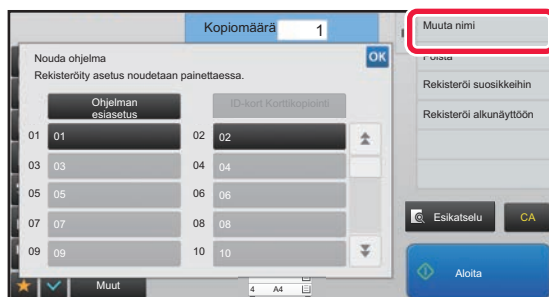 Kopiomäärä 1
Nouda ohjelma
OK
Rekisteröity asetus noudetaan painettaessa.
Ohjelman
esiasetus
ID-kort Korttikopiointi
01 01
02 02
03 03
04 04
05 05
06 06
07 07
08 08
09 09
10 10
Muut
4 A4
Muuta nimi
Poista
Rekisteröi suosikkeihin
Rekisteröi alkunäyttöön
Esikatselu
CA
Aloita